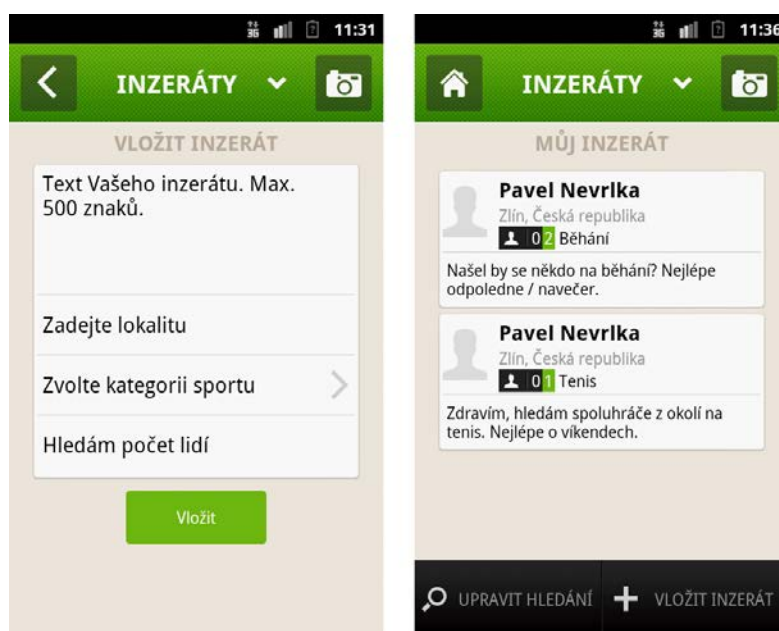 3G 11:31
INZERÁTY
VLOŽIT INZERÁT
Text Vašeho inzerátu. Max.
500 znaků.
Zadejte lokalitu
Zvolte kategorii sportu
Hledám počet lidí
Vložit
3G 11:36
INZERÁTY
MŮJ INZERÁT
Pavel Nevrlka
Zlín, Česká republika
0 2 Běhání
Našel by se někdo na běhání? Nejlépe
odpoledne / navečer.
Pavel Nevrlka
Zlín, Česká republika
0 1 Tenis
Zdravím, hledám spoluhráče z okolí na
tenis. Nejlépe o víkendech.
UPRAVIT HLEDÁNÍ VLOŽIT INZERÁT